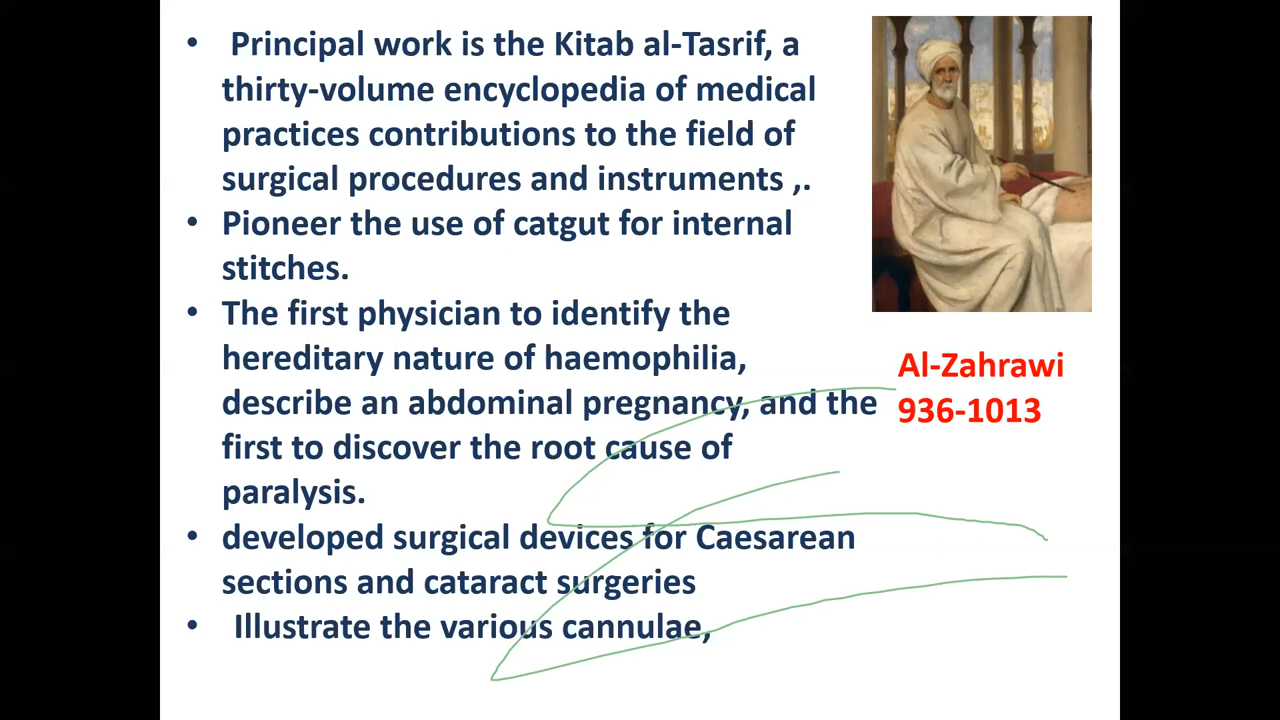 • Principal work is the Kitab al-Tasrif, a
thirty-volume encyclopedia of medical
practices contributions to the field of
surgical procedures and instruments ,.
• Pioneer the use of catgut for internal
stitches.
• The first physician to identify the
hereditary nature of haemophilia,
describe an abdominal pregnancy, and the
first to discover the root cause of
paralysis.
• developed surgical devices for Caesarean
sections and cataract surgeries
• Illustrate the various cannulae,
Al-Zahrawi
936-1013